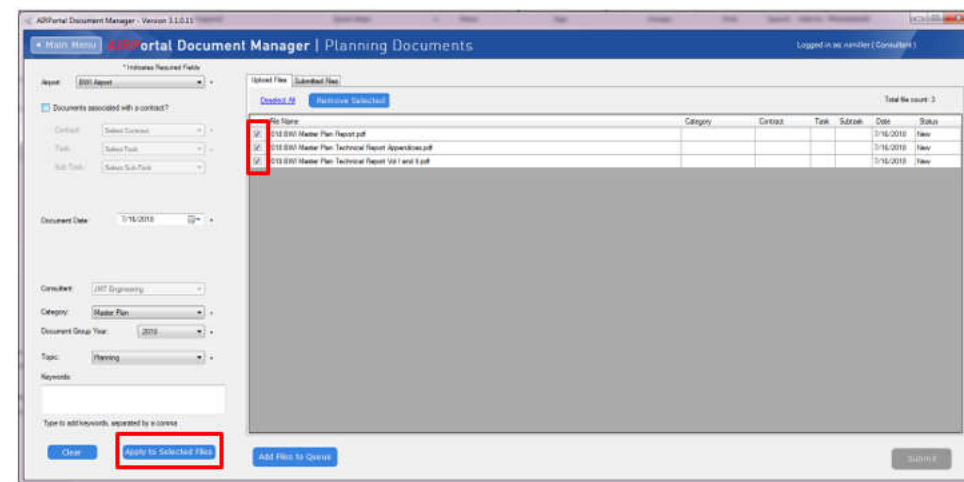 AIRPortal Document Manager - Version 3.1.0.11
Main Menu
AIRPortal Document Manager | Planning Documents
Logged in as: (Consultant)
* Indicates Required Fields
Airport: BWI Airport
Documents associated with a contract?
Contract: Select Contract
Task: Select Task
Sub Task: Select Sub Task
Document Date: 7/16/2018
Consultant: JMT Engineering
Category: Master Plan
Document Group Year: 2018
Topic: Planning
Keywords:
Type to add keywords, separated by a comma
Clear
Apply to Selected Files
Upload Files Submitted Files
Deselect All Remove Selected
Total file count: 3
File Name Category Contract Task Subtask Date Status
018 BWI Master Plan Report.pdf 7/16/2018 New
018 BWI Master Plan Technical Report Appendices.pdf 7/16/2018 New
018 BWI Master Plan Technical Report Vol I and II.pdf 7/16/2018 New
Add Files to Queue
Submit